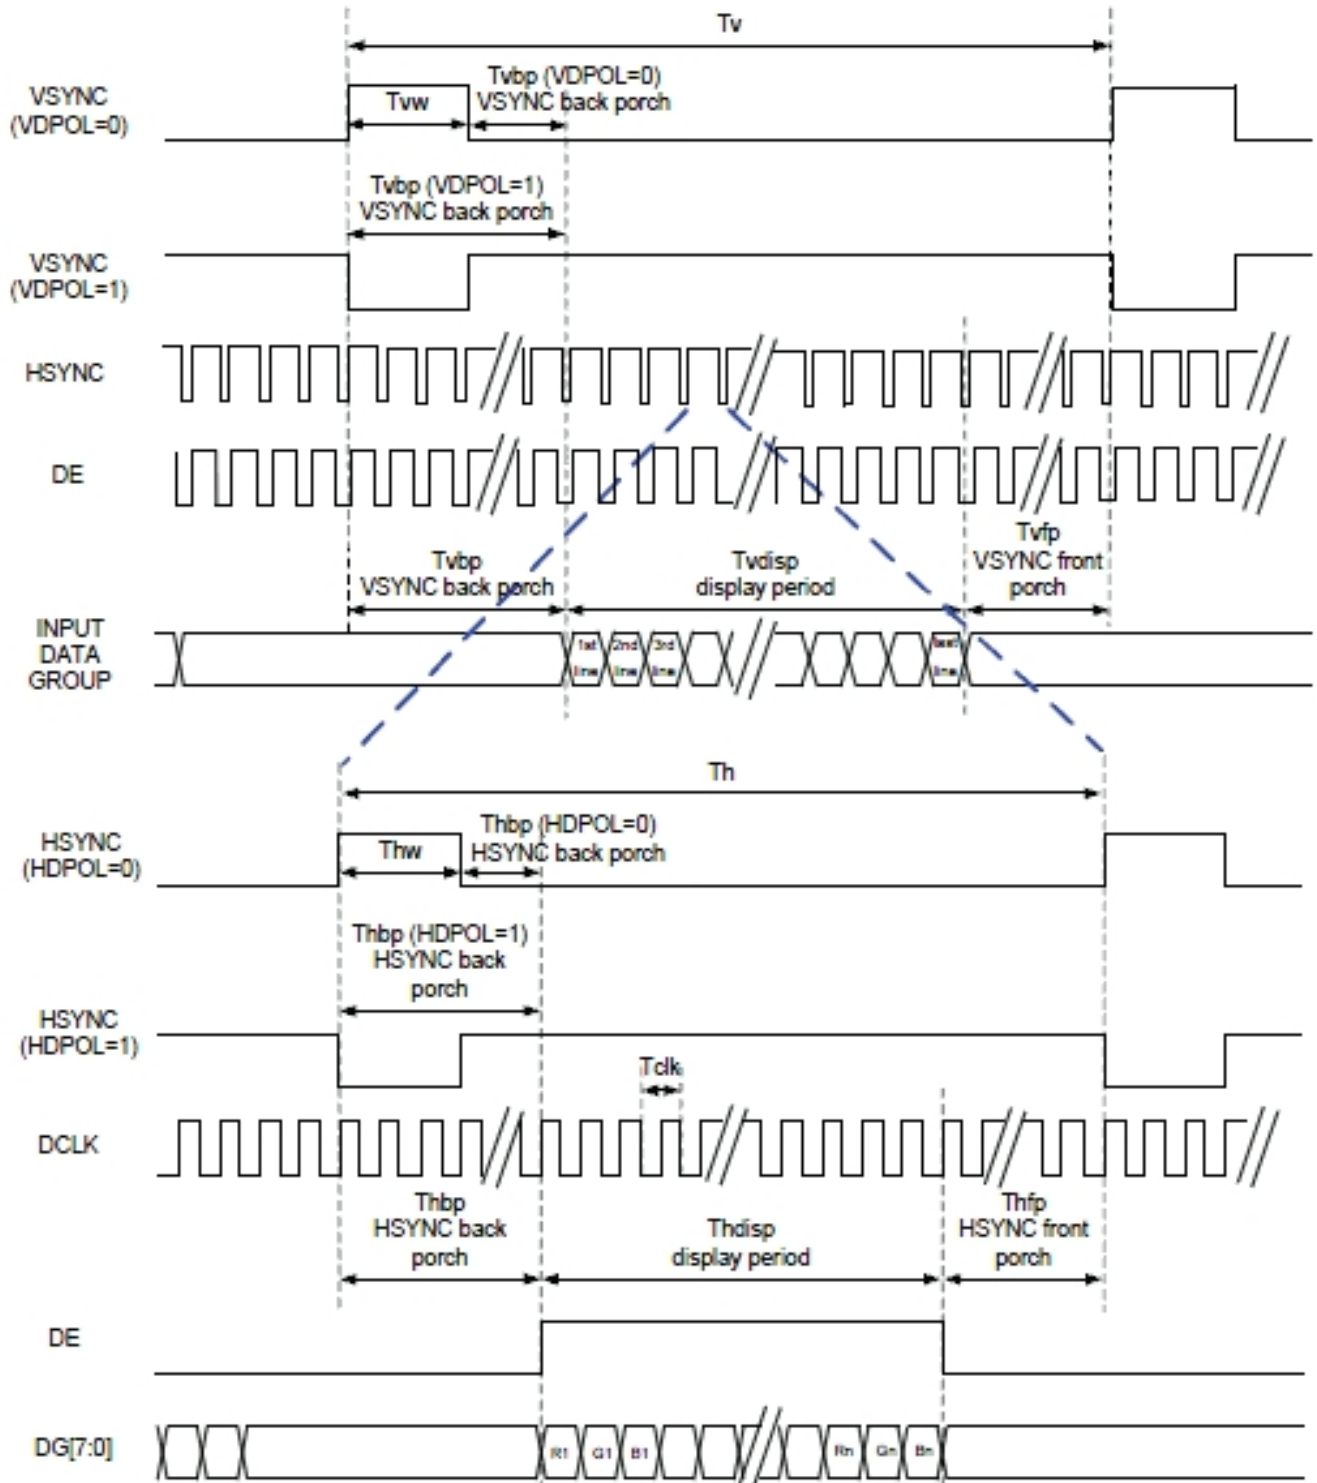 Tv
VSYNC
(VDPOL=0)
Tvw
Tvbp (VDPOL=0)
VSYNC back porch
Tvbp (VDPOL=1)
VSYNC back porch
VSYNC
(VDPOL=1)
HSYNC
DE
Tvbp
VSYNC back porch
Tvdisp
display period
Tvfp
VSYNC front
porch
INPUT
DATA
GROUP
1st
line
2nd
line
3rd
line
last
line
Th
HSYNC
(HDPOL=0)
Thw
Thbp (HDPOL=0)
HSYNC back porch
Thbp (HDPOL=1)
HSYNC back
porch
HSYNC
(HDPOL=1)
Tclk
DCLK
Thbp
HSYNC back
porch
Thdisp
display period
Thfp
HSYNC front
porch
DE
DG[7:0]
R1
G1
B1
Rn
Gn
Bn